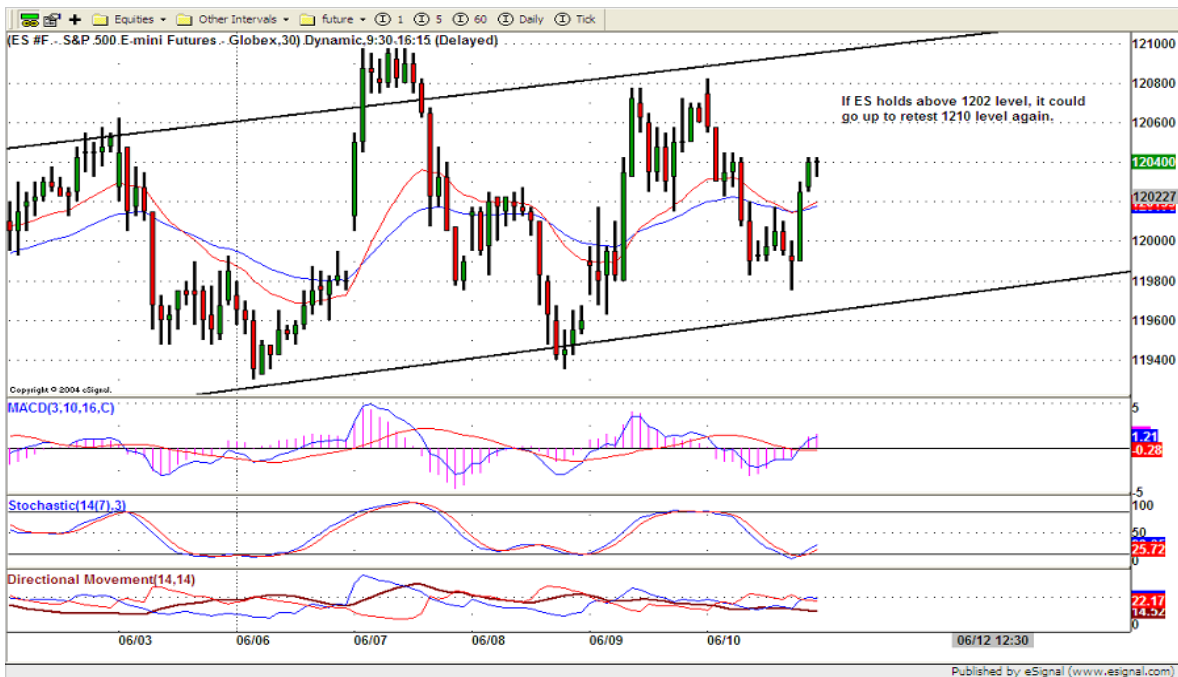 Equities Other Intervals future 1 5 60 Daily Tick
(ES #F - S&P 500 E-mini Futures - Globex,30) Dynamic,9:30-16:15 (Delayed)
121000
120800
If ES holds above 1202 level, it could
go up to retest 1210 level again.
120600
120400
120227
120000
119800
119600
119400
Copyright © 2004 eSignal.
MACD(3,10,16,C)
5
1.21
-0.28
-5
Stochastic(14(7),3)
100
50
25.72
0
Directional Movement(14,14)
22.17
14.52
0
06/03 06/06 06/07 06/08 06/09 06/10 06/12 12:30
Published by eSignal (www.esignal.com)